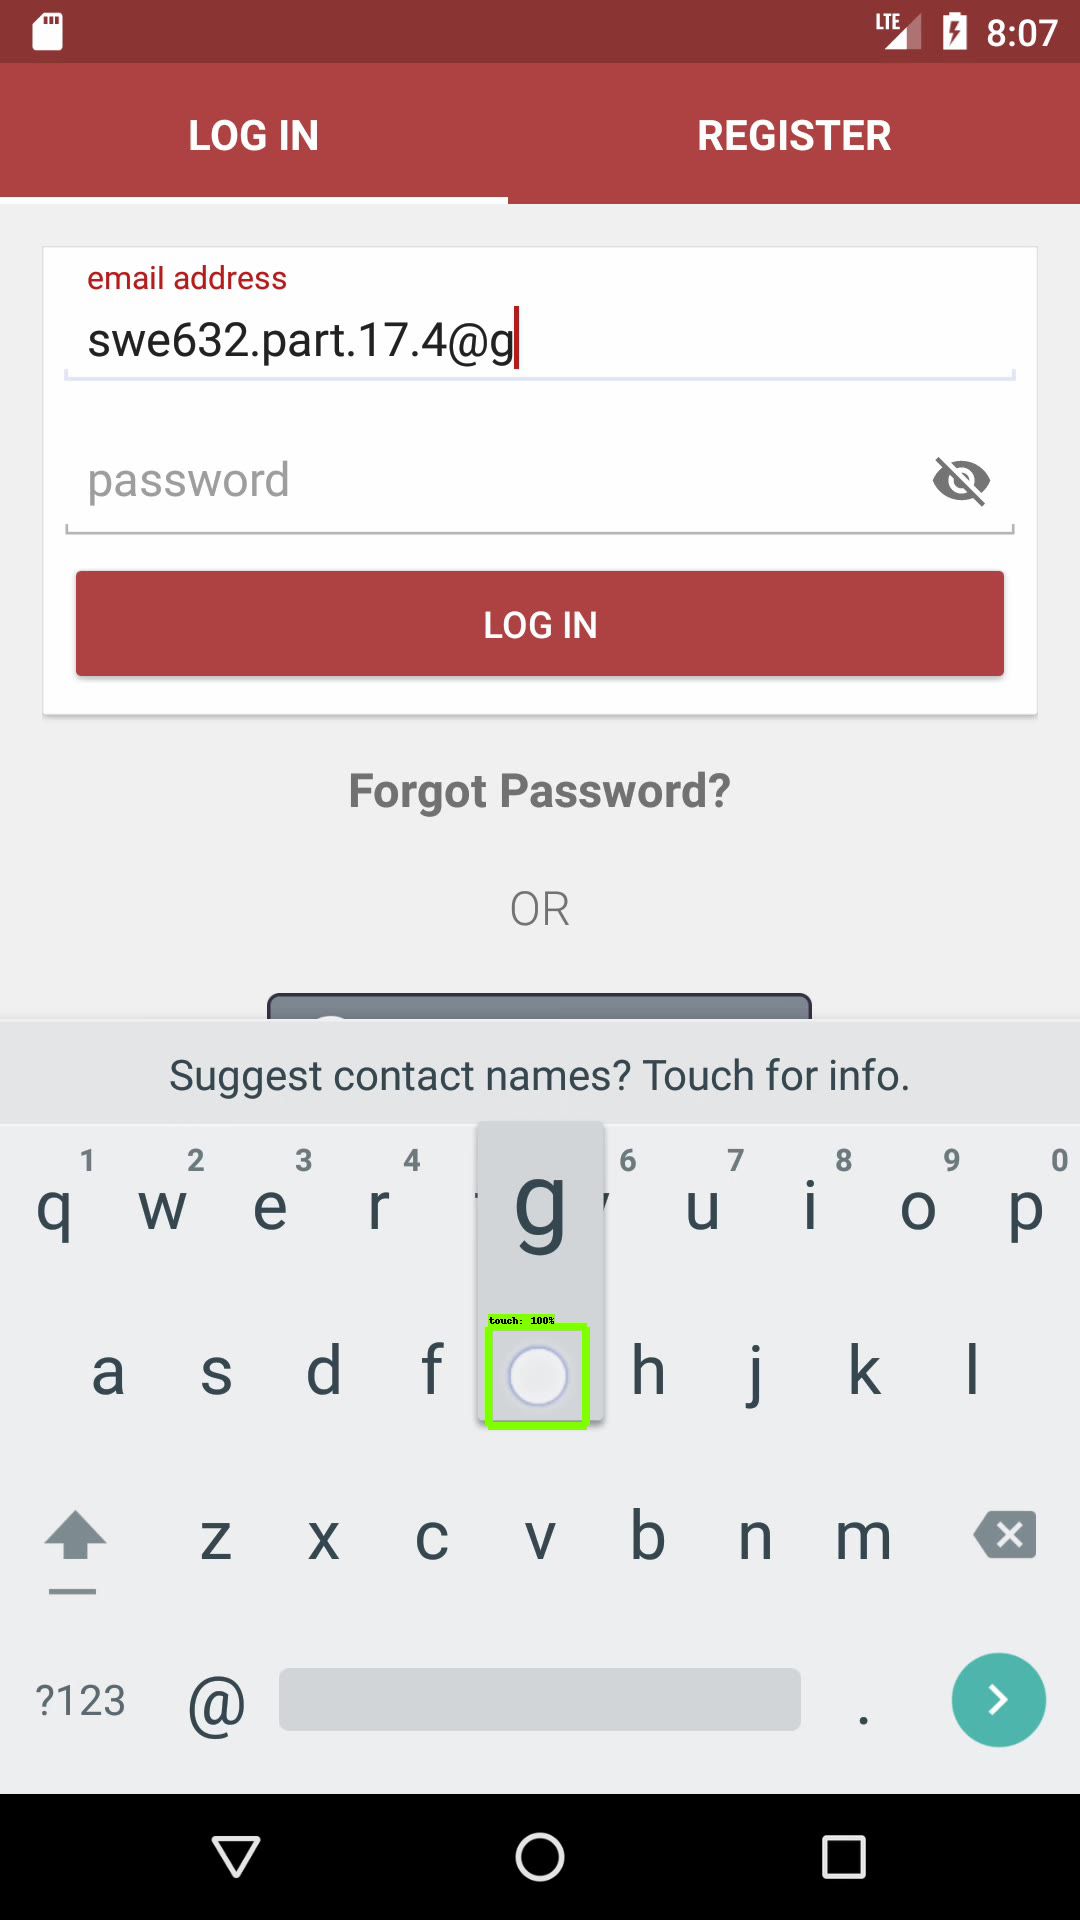 LTE 8:07
LOG IN REGISTER
email address
swe632.part.17.4@g
password
LOG IN
Forgot Password?
OR
Suggest contact names? Touch for info.
1 2 3 4 6 7 8 9 0
q w e r g u i o p
touch: 100%
a s d f h j k l
z x c v b n m
?123 @ .